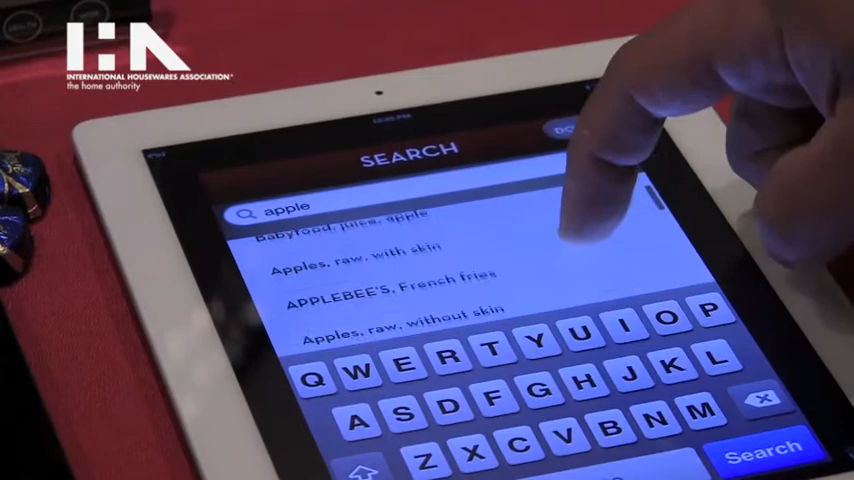 IHA
INTERNATIONAL HOUSEWARES ASSOCIATION
the home authority
SEARCH
apple
Babyfood, juice, apple
Apples, raw, with skin
APPLEBEE'S, French fries
Apples, raw, without skin
Q W E R T Y U I O P
A S D F G H J K L
Z X C V B N M
Search